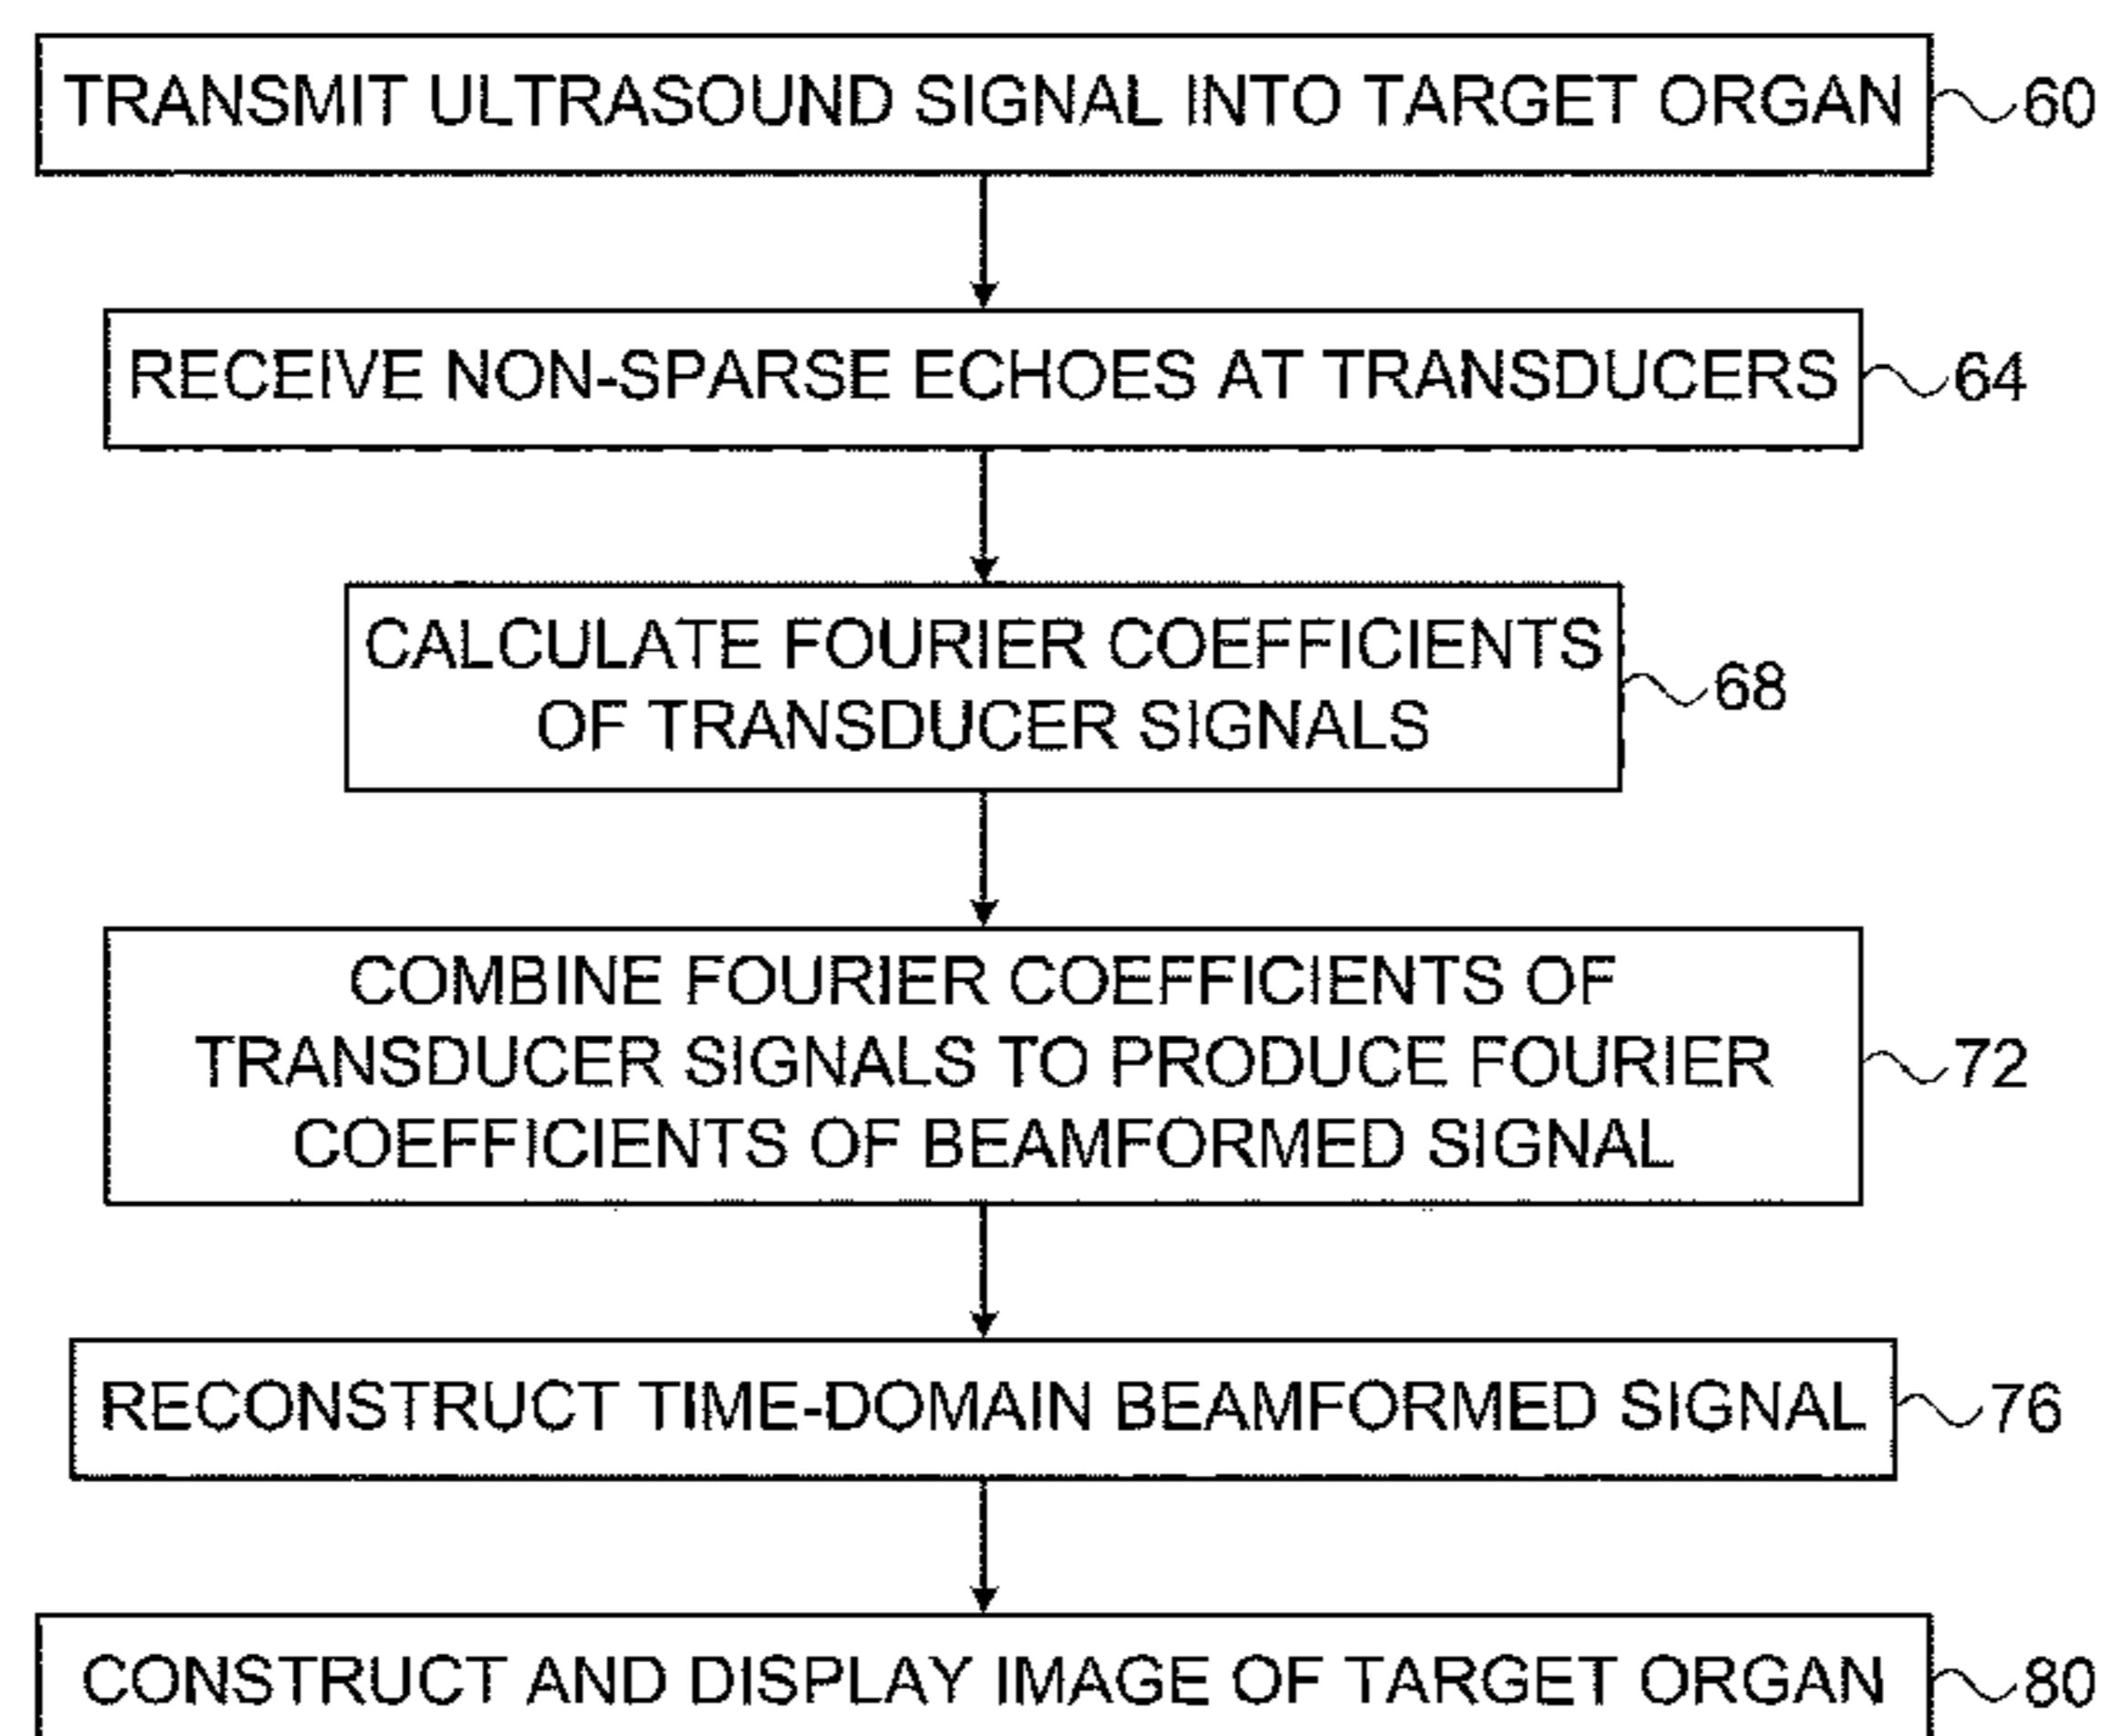 TRANSMIT ULTRASOUND SIGNAL INTO TARGET ORGAN 60
RECEIVE NON-SPARSE ECHOES AT TRANSDUCERS 64
CALCULATE FOURIER COEFFICIENTS
OF TRANSDUCER SIGNALS
68
COMBINE FOURIER COEFFICIENTS OF
TRANSDUCER SIGNALS TO PRODUCE FOURIER
COEFFICIENTS OF BEAMFORMED SIGNAL
72
RECONSTRUCT TIME-DOMAIN BEAMFORMED SIGNAL 76
CONSTRUCT AND DISPLAY IMAGE OF TARGET ORGAN 80